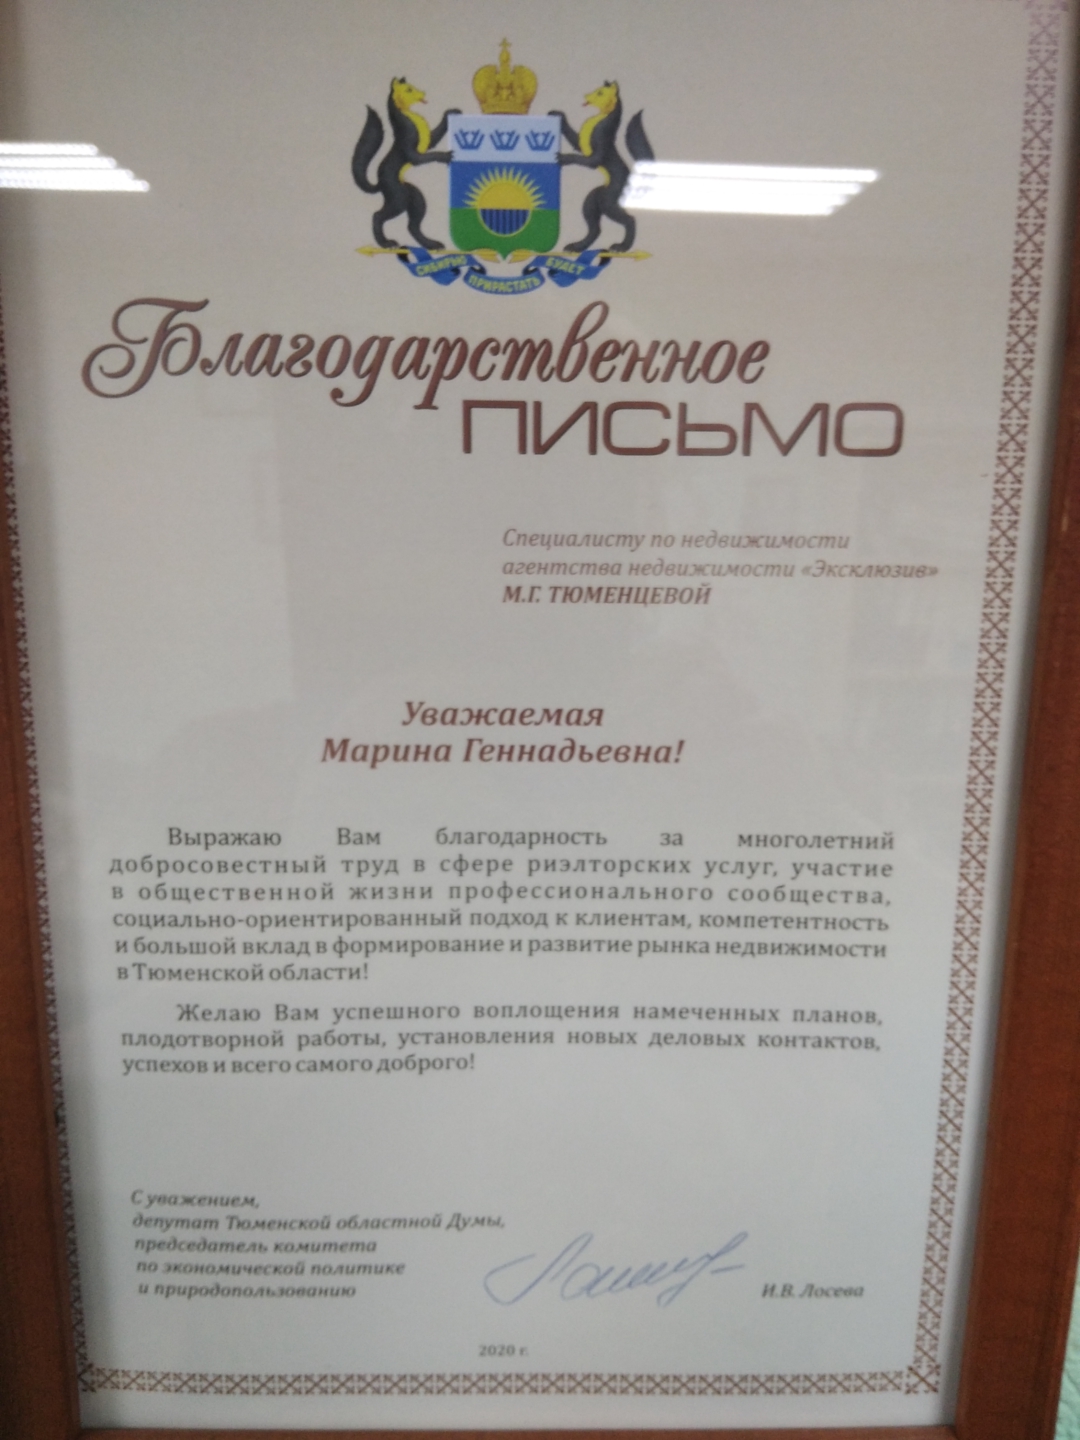 СИБИРЬЮ ПРИРАСТАТЬ БУДЕТ
Благодарственное
ПИСЬМО
Специалисту по недвижимости
агентства недвижимости «Эксклюзив»
М.Г. ТЮМЕНЦЕВОЙ
Уважаемая
Марина Геннадьевна!
Выражаю Вам благодарность за многолетний
добросовестный труд в сфере риэлторских услуг, участие
в общественной жизни профессионального сообщества,
социально-ориентированный подход к клиентам, компетентность
и большой вклад в формирование и развитие рынка недвижимости
в Тюменской области!
Желаю Вам успешного воплощения намеченных планов,
плодотворной работы, установления новых деловых контактов,
успехов и всего самого доброго!
С уважением,
депутат Тюменской областной Думы,
председатель комитета
по экономической политике
и природопользованию
И.В. Лосева
2020 г.